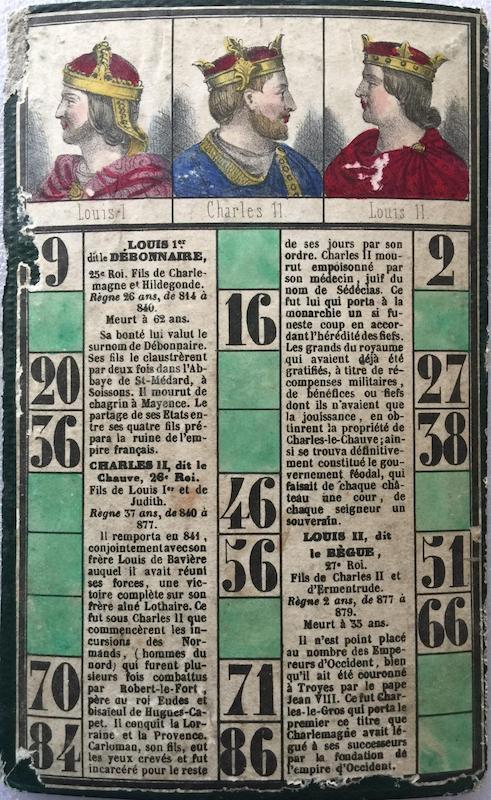 Louis I
Charles II
Louis II
9
20
36
70
84
LOUIS 1er
dit le DÉBONNAIRE,
25e Roi. Fils de Charle-
magne et Hildegonde.
Règne 26 ans, de 814 à
840.
Meurt à 62 ans.
Sa bonté lui valut le
surnom de Débonnaire.
Ses fils le claustrèrent
par deux fois dans l'Ab-
baye de St-Médard, à
Soissons. Il mourut de
chagrin à Mayence. Le
partage de ses Etats en-
tre ses quatre fils pré-
para la ruine de l'em-
pire français.
CHARLES II, dit le
Chauve, 26e Roi.
Fils de Louis Ier et de
Judith.
Règne 37 ans, de 840 à
877.
Il remporta en 841,
conjointement avec son
frère Louis de Bavière
auquel il avait réuni
ses forces, une vic-
toire complète sur son
frère aîné Lothaire. Ce
fut sous Charles II que
commencèrent les in-
cursions des Nor-
mands, (hommes du
nord) qui furent plu-
sieurs fois combattus
par Robert-le-Fort,
père au roi Eudes et
bisaïeul de Hugues-Ca-
pet. Il conquit la Lor-
raine et la Provence.
Carloman, son fils, eut
les yeux crevés et fut
incarcéré pour le reste
16
46
56
71
86
de ses jours par son
ordre. Charles II mou-
rut empoisonné par
son médecin, juif du
nom de Sédécias. Ce
fut lui qui porta à la
monarchie un si fu-
neste coup en accor-
dant l'hérédité des fiefs.
Les grands du royaume
qui avaient déjà été
gratifiés, à titre de ré-
compenses militaires,
de bénéfices ou fiefs
dont ils n'avaient que
la jouissance, en ob-
tinrent la propriété de
Charles-le-Chauve; ain-
si se trouva définitive-
ment constitué le gou-
vernement féodal, qui
faisait de chaque châ-
teau une cour, de
chaque seigneur un
souverain.
LOUIS II, dit
le BÈGUE,
27e Roi.
Fils de Charles II et
d'Ermentrude.
Règne 2 ans, de 877 à
879.
Meurt à 35 ans.
Il n'est point placé
au nombre des Empe-
reurs d'Occident, bien
qu'il ait été couronné
à Troyes par le pape
Jean VIII. Ce fut Char-
les-le-Gros qui porta le
premier ce titre que
Charlemagne avait lé-
gué à ses successeurs
par la fondation de
l'empire d'Occident.
2
27
38
51
66